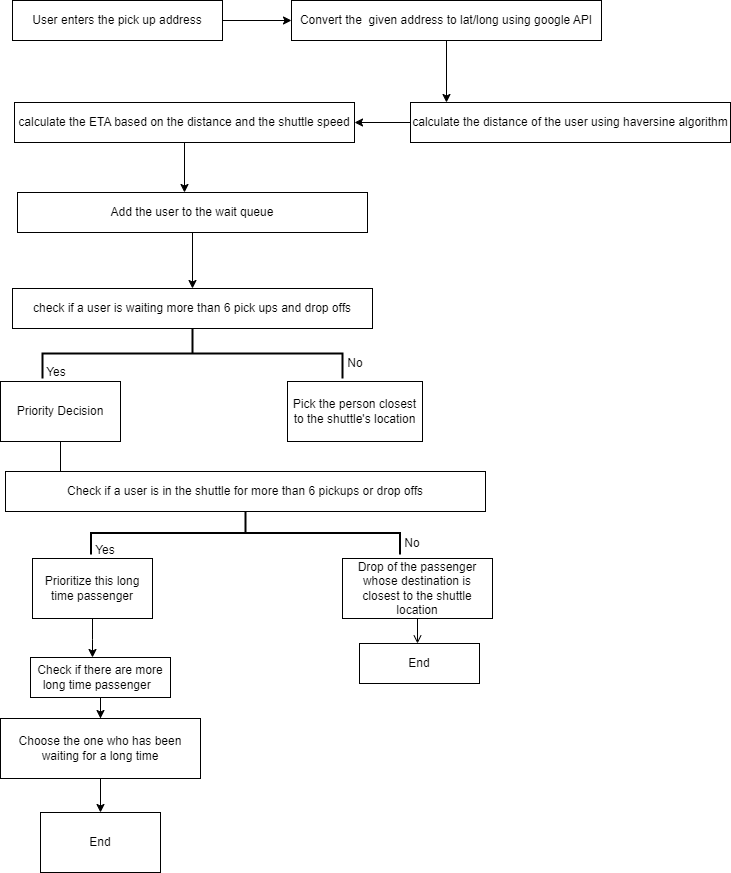 User enters the pick up address
Convert the given address to lat/long using google API
calculate the ETA based on the distance and the shuttle speed
calculate the distance of the user using haversine algorithm
Add the user to the wait queue
check if a user is waiting more than 6 pick ups and drop offs
Yes
No
Priority Decision
Pick the person closest
to the shuttle's location
Check if a user is in the shuttle for more than 6 pickups or drop offs
Yes
No
Prioritize this long
time passenger
Drop of the passenger
whose destination is
closest to the shuttle
location
Check if there are more
long time passenger
End
Choose the one who has been
waiting for a long time
End